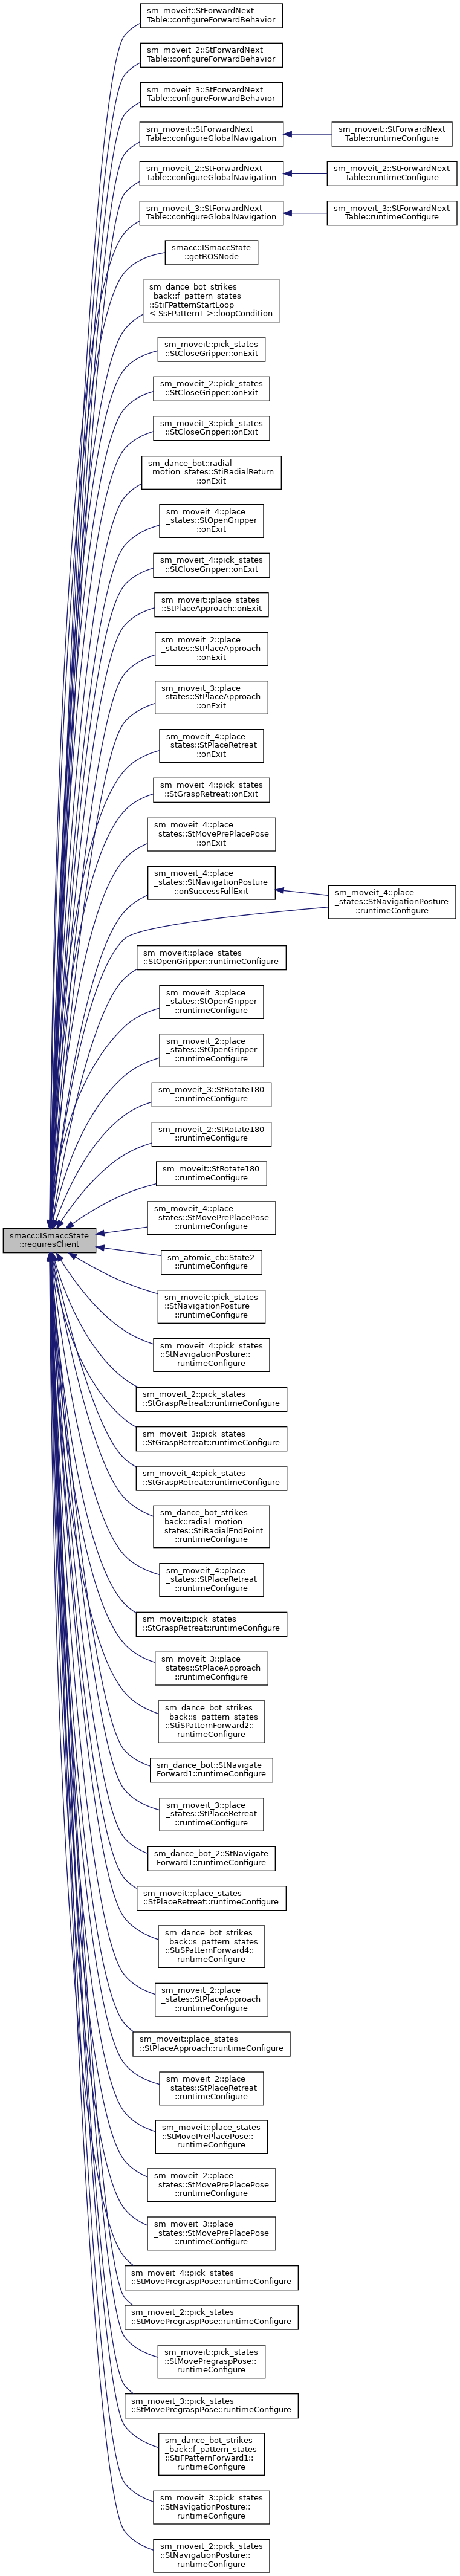 sm_moveit::StForwardNext
Table::configureForwardBehavior
sm_moveit_2::StForwardNext
Table::configureForwardBehavior
sm_moveit_3::StForwardNext
Table::configureForwardBehavior
sm_moveit::StForwardNext
Table::configureGlobalNavigation
sm_moveit::StForwardNext
Table::runtimeConfigure
sm_moveit_2::StForwardNext
Table::configureGlobalNavigation
sm_moveit_2::StForwardNext
Table::runtimeConfigure
sm_moveit_3::StForwardNext
Table::configureGlobalNavigation
sm_moveit_3::StForwardNext
Table::runtimeConfigure
smacc::ISmaccState
::getROSNode
sm_dance_bot_strikes
_back::f_pattern_states
::StiFPatternStartLoop
< SsFPattern1 >::loopCondition
sm_moveit::pick_states
::StCloseGripper::onExit
sm_moveit_2::pick_states
::StCloseGripper::onExit
sm_moveit_3::pick_states
::StCloseGripper::onExit
sm_dance_bot::radial
_motion_states::StiRadialReturn
::onExit
sm_moveit_4::place
_states::StOpenGripper
::onExit
sm_moveit_4::pick_states
::StCloseGripper::onExit
sm_moveit::place_states
::StPlaceApproach::onExit
sm_moveit_2::place
_states::StPlaceApproach
::onExit
sm_moveit_3::place
_states::StPlaceApproach
::onExit
sm_moveit_4::place
_states::StPlaceRetreat
::onExit
sm_moveit_4::pick_states
::StGraspRetreat::onExit
sm_moveit_4::place
_states::StMovePrePlacePose
::onExit
sm_moveit_4::place
_states::StNavigationPosture
::onSuccessFullExit
sm_moveit_4::place
_states::StNavigationPosture
::runtimeConfigure
sm_moveit::place_states
::StOpenGripper::runtimeConfigure
sm_moveit_3::place
_states::StOpenGripper
::runtimeConfigure
sm_moveit_2::place
_states::StOpenGripper
::runtimeConfigure
sm_moveit_3::StRotate180
::runtimeConfigure
sm_moveit_2::StRotate180
::runtimeConfigure
sm_moveit::StRotate180
::runtimeConfigure
sm_moveit_4::place
_states::StMovePrePlacePose
::runtimeConfigure
smacc::ISmaccState
::requiresClient
sm_atomic_cb::State2
::runtimeConfigure
sm_moveit::pick_states
::StNavigationPosture
::runtimeConfigure
sm_moveit_4::pick_states
::StNavigationPosture::
runtimeConfigure
sm_moveit_2::pick_states
::StGraspRetreat::runtimeConfigure
sm_moveit_3::pick_states
::StGraspRetreat::runtimeConfigure
sm_moveit_4::pick_states
::StGraspRetreat::runtimeConfigure
sm_dance_bot_strikes
_back::radial_motion
_states::StiRadialEndPoint
::runtimeConfigure
sm_moveit_4::place
_states::StPlaceRetreat
::runtimeConfigure
sm_moveit::pick_states
::StGraspRetreat::runtimeConfigure
sm_moveit_3::place
_states::StPlaceApproach
::runtimeConfigure
sm_dance_bot_strikes
_back::s_pattern_states
::StiSPatternForward2::
runtimeConfigure
sm_dance_bot::StNavigate
Forward1::runtimeConfigure
sm_moveit_3::place
_states::StPlaceRetreat
::runtimeConfigure
sm_dance_bot_2::StNavigate
Forward1::runtimeConfigure
sm_moveit::place_states
::StPlaceRetreat::runtimeConfigure
sm_dance_bot_strikes
_back::s_pattern_states
::StiSPatternForward4::
runtimeConfigure
sm_moveit_2::place
_states::StPlaceApproach
::runtimeConfigure
sm_moveit::place_states
::StPlaceApproach::runtimeConfigure
sm_moveit_2::place
_states::StPlaceRetreat
::runtimeConfigure
sm_moveit::place_states
::StMovePrePlacePose::
runtimeConfigure
sm_moveit_2::place
_states::StMovePrePlacePose
::runtimeConfigure
sm_moveit_3::place
_states::StMovePrePlacePose
::runtimeConfigure
sm_moveit_4::pick_states
::StMovePregraspPose::runtimeConfigure
sm_moveit_2::pick_states
::StMovePregraspPose::runtimeConfigure
sm_moveit::pick_states
::StMovePregraspPose::
runtimeConfigure
sm_moveit_3::pick_states
::StMovePregraspPose::runtimeConfigure
sm_dance_bot_strikes
_back::f_pattern_states
::StiFPatternForward1::
runtimeConfigure
sm_moveit_3::pick_states
::StNavigationPosture::
runtimeConfigure
sm_moveit_2::pick_states
::StNavigationPosture::
runtimeConfigure